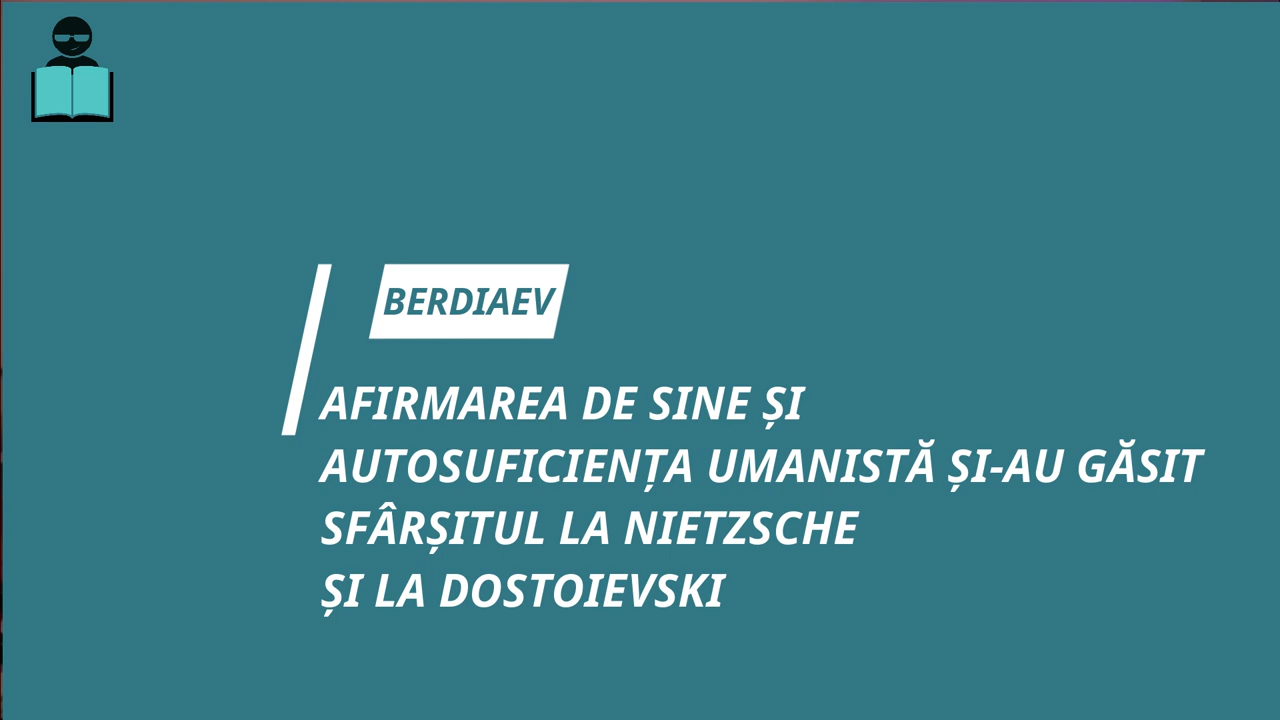 BERDIAEV
AFIRMAREA DE SINE ȘI
AUTOSUFICIENȚA UMANISTĂ ȘI-AU GĂSIT
SFÂRȘITUL LA NIETZSCHE
ȘI LA DOSTOIEVSKI